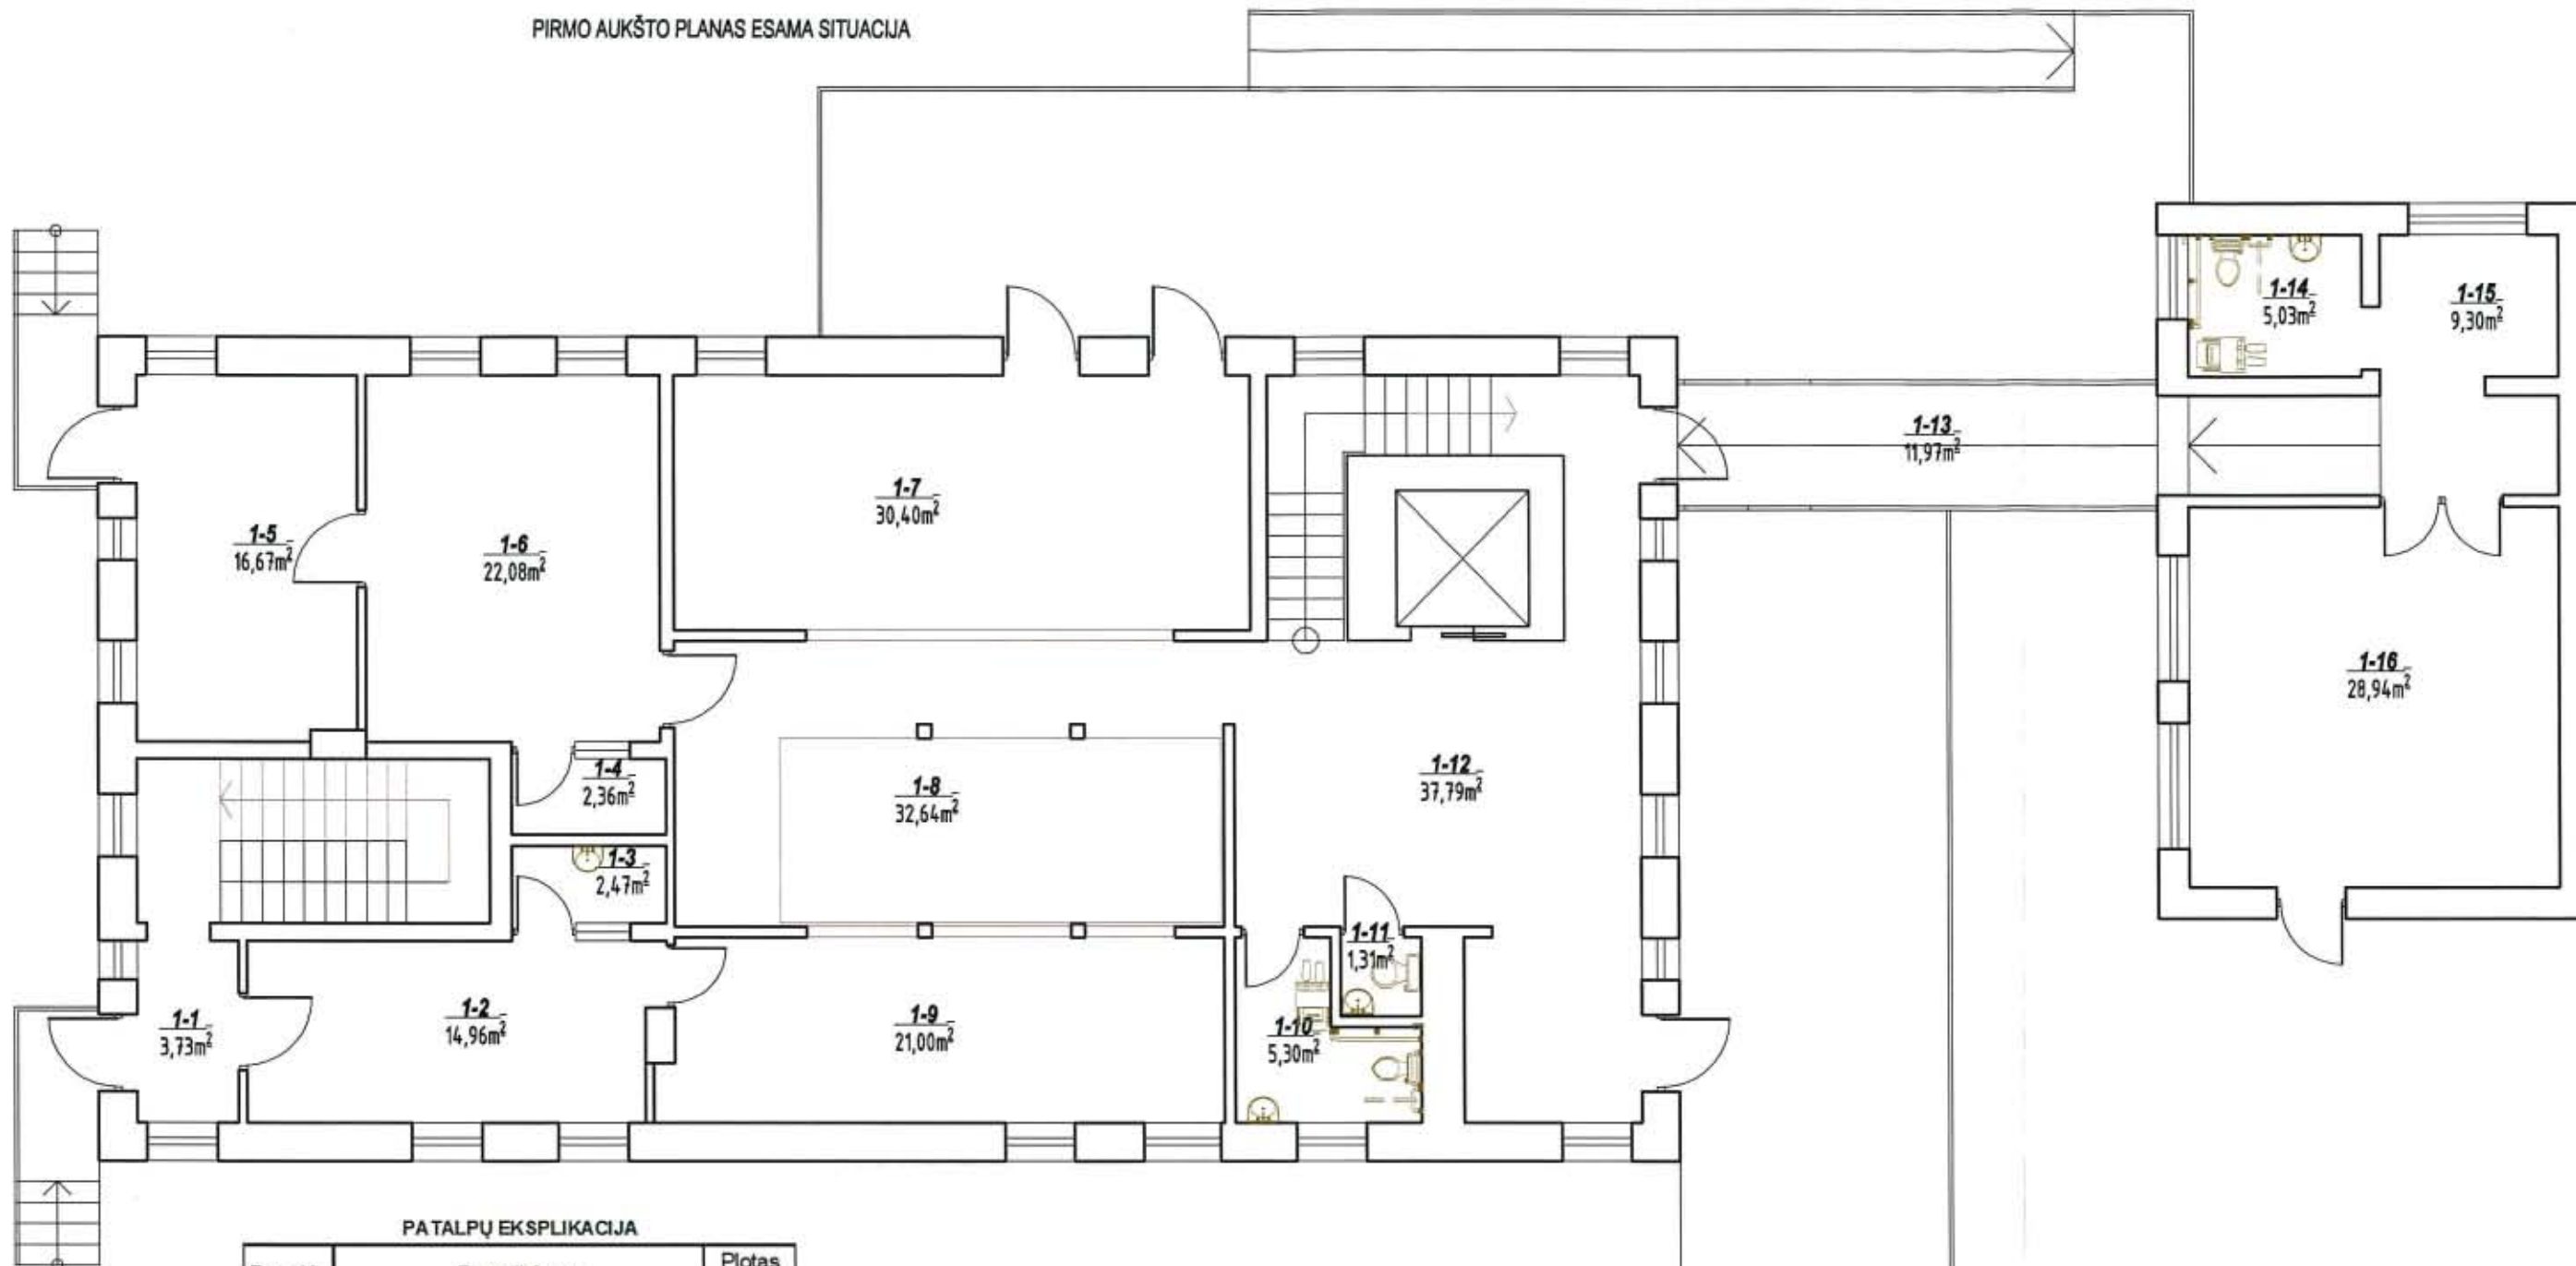 PIRMO AUKŠTO PLANAS ESAMA SITUACIJA
1-14
5,03m²
1-15
9,30m²
1-13
11,97m²
1-7
30,40m²
1-5
16,67m²
1-6
22,08m²
1-16
28,94m²
1-4
2,36m²
1-8
32,64m²
1-12
37,79m²
1-3
2,47m²
1-11
1,31m²
1-1
3,73m²
1-2
14,96m²
1-9
21,00m²
1-10
5,30m²
PATALPŲ EKSPLIKACIJA
Plotas